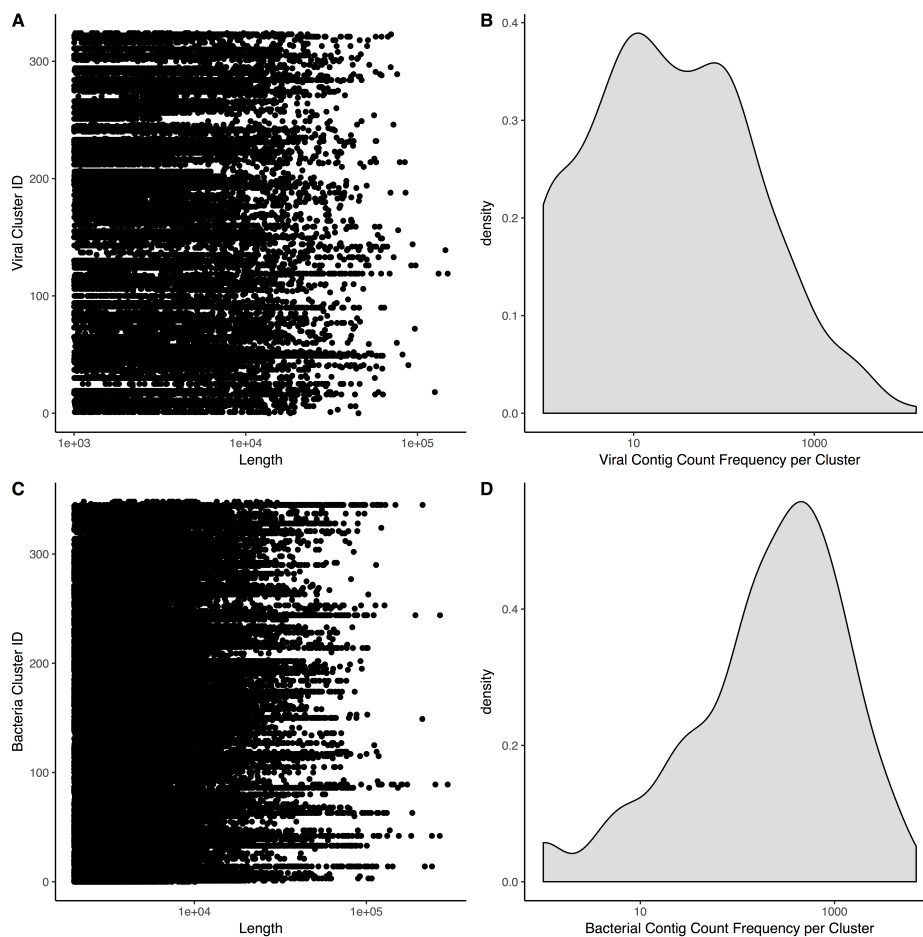 A
300
200
100
0
Viral Cluster ID
1e+03
1e+04
1e+05
Length
B
0.4
0.3
0.2
0.1
0.0
density
10
1000
Viral Contig Count Frequency per Cluster
C
300
200
100
0
Bacteria Cluster ID
1e+04
1e+05
Length
D
0.4
0.2
0.0
density
10
1000
Bacterial Contig Count Frequency per Cluster